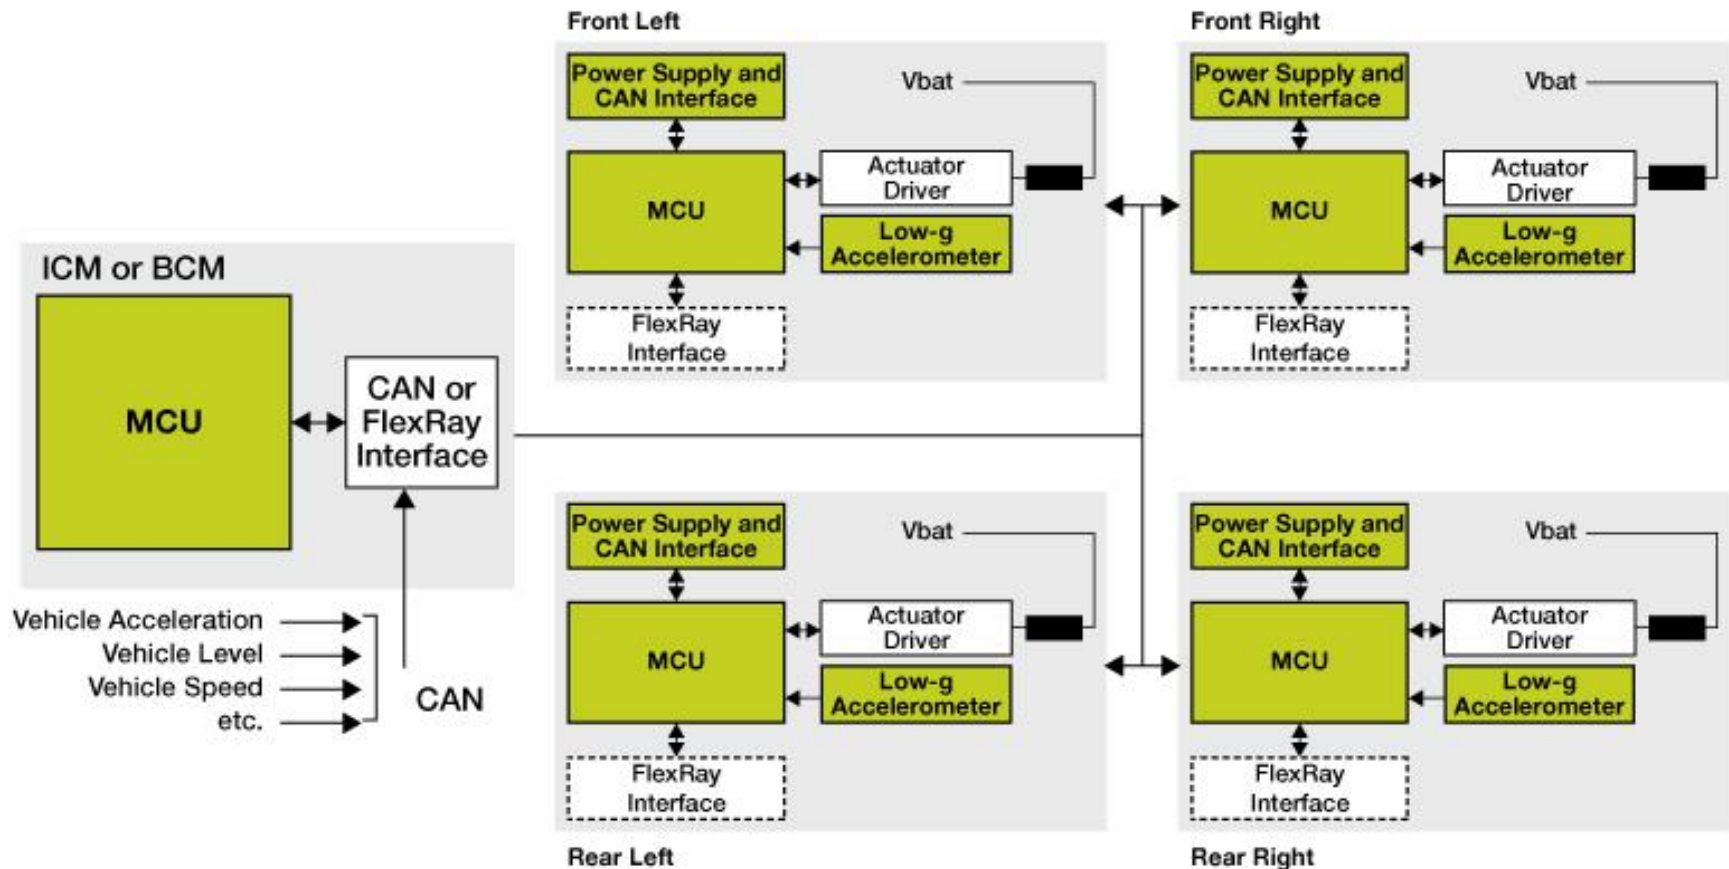 Front Left
Power Supply and
CAN Interface
Vbat
Actuator
Driver
MCU
Low-g
Accelerometer
FlexRay
Interface
Front Right
Power Supply and
CAN Interface
Vbat
Actuator
Driver
MCU
Low-g
Accelerometer
FlexRay
Interface
ICM or BCM
MCU
CAN or
FlexRay
Interface
Vehicle Acceleration
Vehicle Level
Vehicle Speed
etc.
CAN
Power Supply and
CAN Interface
Vbat
Actuator
Driver
MCU
Low-g
Accelerometer
FlexRay
Interface
Rear Left
Power Supply and
CAN Interface
Vbat
Actuator
Driver
MCU
Low-g
Accelerometer
FlexRay
Interface
Rear Right